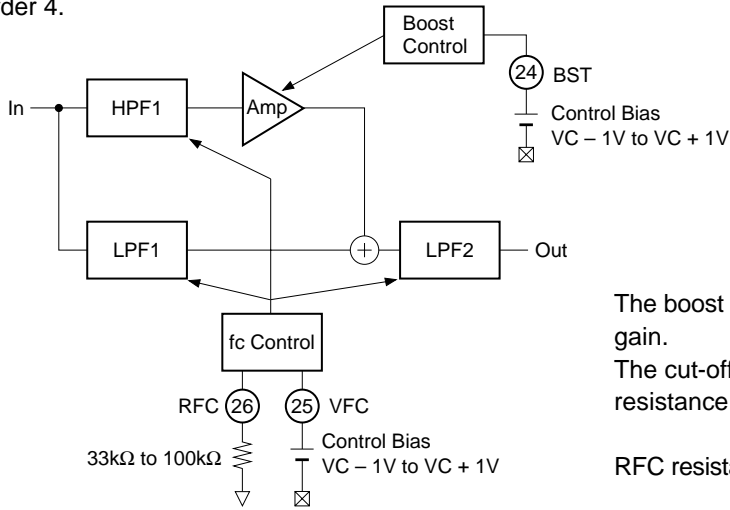 der 4.
Boost
Control
24 BST
In
HPF1
Amp
Control Bias
VC – 1V to VC + 1V
LPF1
+
LPF2
Out
fc Control
RFC 26
25 VFC
33kΩ to 100kΩ
Control Bias
VC – 1V to VC + 1V
The boost
gain.
The cut-off
resistance
RFC resista